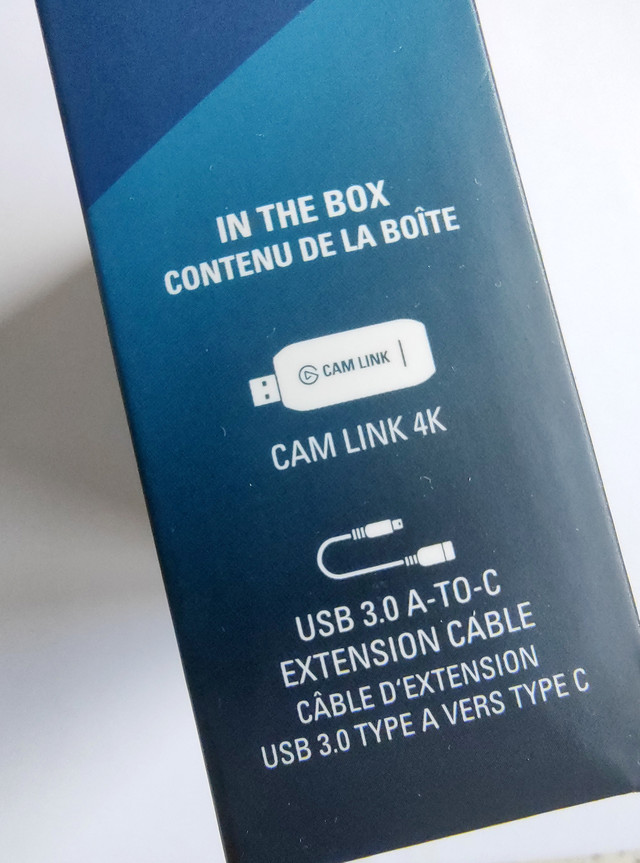 IN THE BOX
CONTENU DE LA BOÎTE
CAM LINK
CAM LINK 4K
USB 3.0 A-TO-C
EXTENSION CABLE
CÂBLE D'EXTENSION
USB 3.0 TYPE A VERS TYPE C